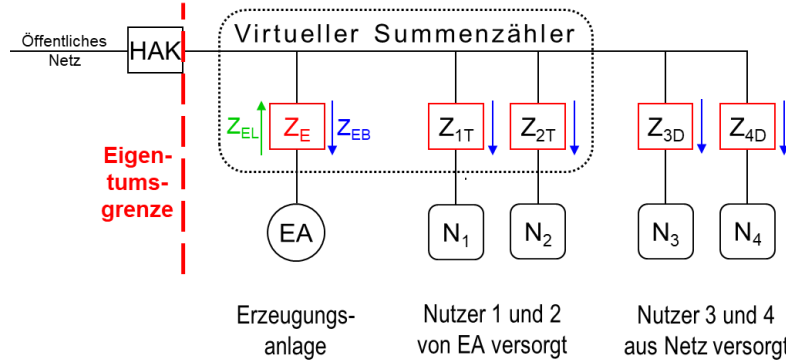 Öffentliches
Netz
HAK
Virtueller Summenzähler
Z_EL
Z_E
Z_EB
Z_1T
Z_2T
Z_3D
Z_4D
Eigen-
tums-
grenze
EA
N_1
N_2
N_3
N_4
Erzeugungs-
anlage
Nutzer 1 und 2
von EA versorgt
Nutzer 3 und 4
aus Netz versorgt